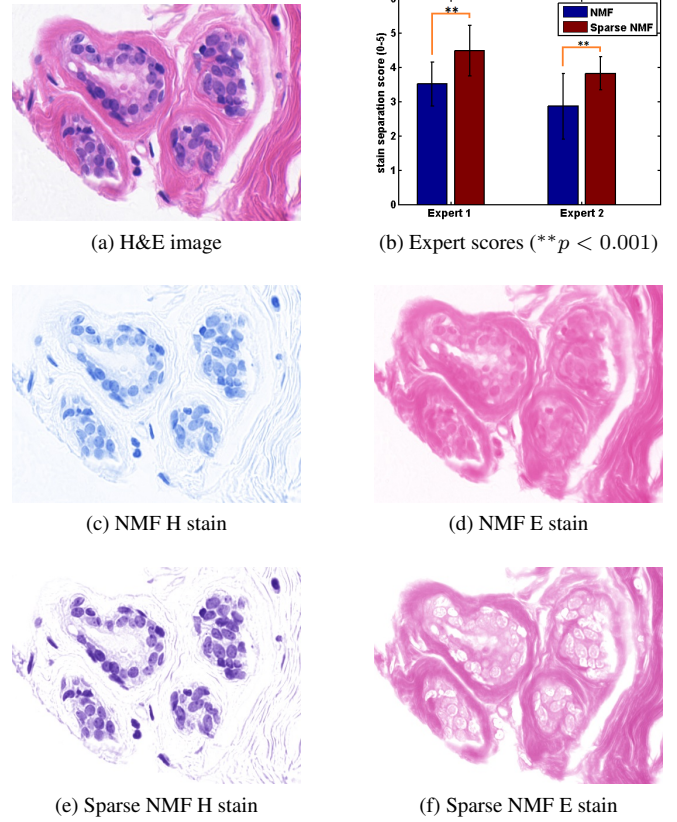 6
5
4
3
2
1
0
stain separation score (0-5)
**
**
NMF
Sparse NMF
Expert 1
Expert 2
(a) H&E image
(b) Expert scores (**p < 0.001)
(c) NMF H stain
(d) NMF E stain
(e) Sparse NMF H stain
(f) Sparse NMF E stain